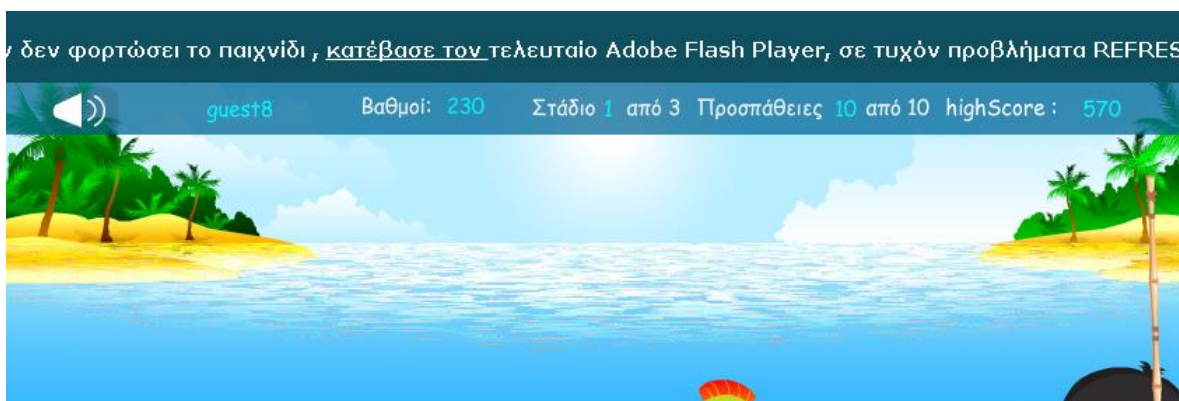 δεν φορτώσει το παιχνίδι , κατέβασε τον τελευταίο Adobe Flash Player, σε τυχόν προβλήματα REFRES
guest8 Βαθμοί: 230 Στάδιο 1 από 3 Προσπάθειες 10 από 10 highScore : 570